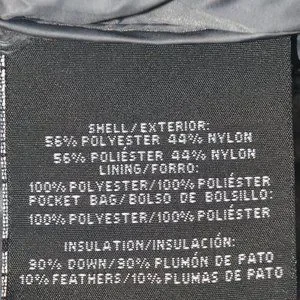 SHELL/EXTERIOR:
56% POLYESTER 44% NYLON
56% POLIÉSTER 44% NYLON
LINING/FORRO:
100% POLYESTER/100% POLIÉSTER
POCKET BAG/BOLSO DE BOLSILLO:
100% POLYESTER/100% POLIÉSTER
INSULATION/INSULACIÓN:
90% DOWN/90% PLUMÓN DE PATO
10% FEATHERS/10% PLUMAS DE PATO